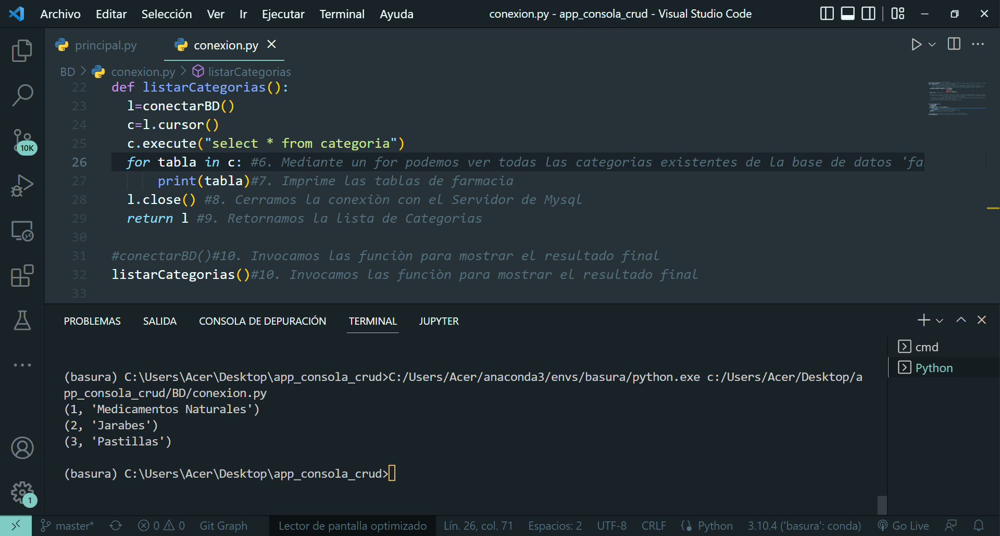 Archivo Editar Selección Ver Ir Ejecutar Terminal Ayuda conexion.py - app_consola_crud - Visual Studio Code
principal.py conexion.py
BD > conexion.py > listarCategorias
22 def listarCategorias():
23 l=conectarBD()
24 c=l.cursor()
25 c.execute("select * from categoria")
26 for tabla in c: #6. Mediante un for podemos ver todas las categorias existentes de la base de datos 'fa
27 print(tabla)#7. Imprime las tablas de farmacia
28 l.close() #8. Cerramos la conexiòn con el Servidor de Mysql
29 return l #9. Retornamos la lista de Categorias
30
31 #conectarBD()#10. Invocamos las funciòn para mostrar el resultado final
32 listarCategorias()#10. Invocamos las funciòn para mostrar el resultado final
33
10K
PROBLEMAS SALIDA CONSOLA DE DEPURACIÓN TERMINAL JUPYTER
cmd
Python
(basura) C:\Users\Acer\Desktop\app_consola_crud>C:/Users/Acer/anaconda3/envs/basura/python.exe c:/Users/Acer/Desktop/a
pp_consola_crud/BD/conexion.py
(1, 'Medicamentos Naturales')
(2, 'Jarabes')
(3, 'Pastillas')
(basura) C:\Users\Acer\Desktop\app_consola_crud>
1
master* 0 0 Git Graph Lector de pantalla optimizado Lín. 26, col. 71 Espacios: 2 UTF-8 CRLF Python 3.10.4 ('basura': conda) Go Live